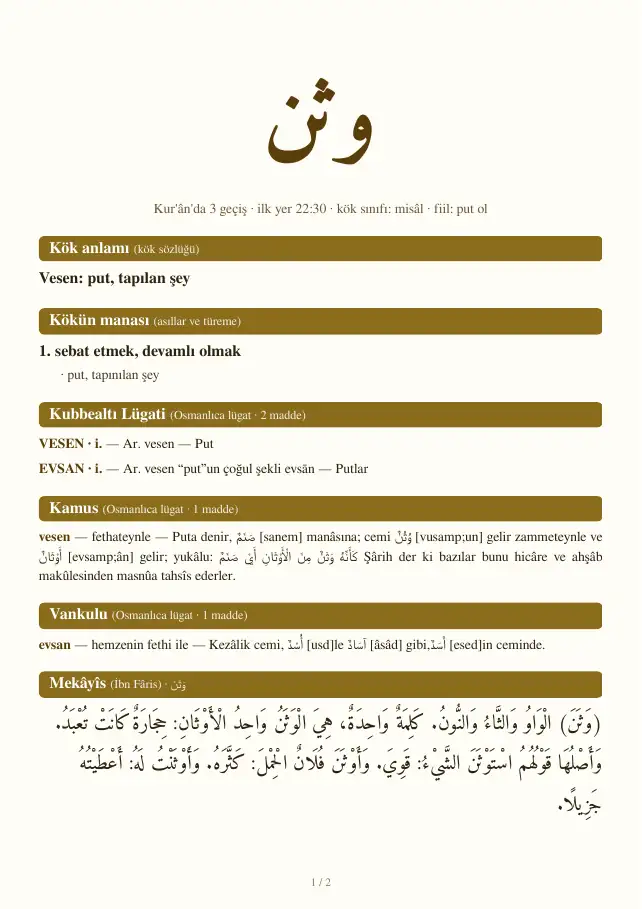 وثن
Kur'ân'da 3 geçiş · ilk yer 22:30 · kök sınıfı: misâl · fiil: put ol
Kök anlamı (kök sözlüğü)
Vesen: put, tapılan şey
Kökün manası (asıllar ve türeme)
1. sebat etmek, devamlı olmak
· put, tapınılan şey
Kubbealtı Lügati (Osmanlıca lügat · 2 madde)
VESEN · i. — Ar. vesen — Put
EVSAN · i. — Ar. vesen “put”un çoğul şekli evsān — Putlar
Kamus (Osmanlıca lügat · 1 madde)
vesen — fethateynle — Puta denir, صَنَمٌ [sanem] manâsına; cemi وُثُنٌ [vusamp;un] gelir zammeteynle ve
أَوْثَانٌ [evsamp;ân] gelir; yukâlu: كَأَنَّهُ وَثَنٌ مِنَ الْأَوْثَانِ أَيْ صَنَمٌ Şârih der ki bazılar bunu hicâre ve ahşâb
makûlesinden masnûa tahsîs ederler.
Vankulu (Osmanlıca lügat · 1 madde)
evsan — hemzenin fethi ile — Kezâlik cemi, أُسْدٌ [usd]le آسَادٌ [âsâd] gibi, أَسَدٌ [esed]in ceminde.
Mekâyîs (İbn Fâris) · وَثَنَ
(وَثَنَ) الْوَاوُ وَالثَّاءُ وَالنُّونُ. كَلِمَةٌ وَاحِدَةٌ، هِيَ الْوَثَنُ وَاحِدُ الْأَوْثَانِ: حِجَارَةٌ كَانَتْ تُعْبَدُ.
وَأَصْلُهَا قَوْلُهُمُ اسْتَوْثَنَ الشَّيْءُ: قَوِيَ. وَأَوْثَنَ فُلَانٌ الْحِمْلَ: كَثَّرَهُ. وَأَوْثَنْتُ لَهُ: أَعْطَيْتُهُ
جَزِيلًا.
1 / 2